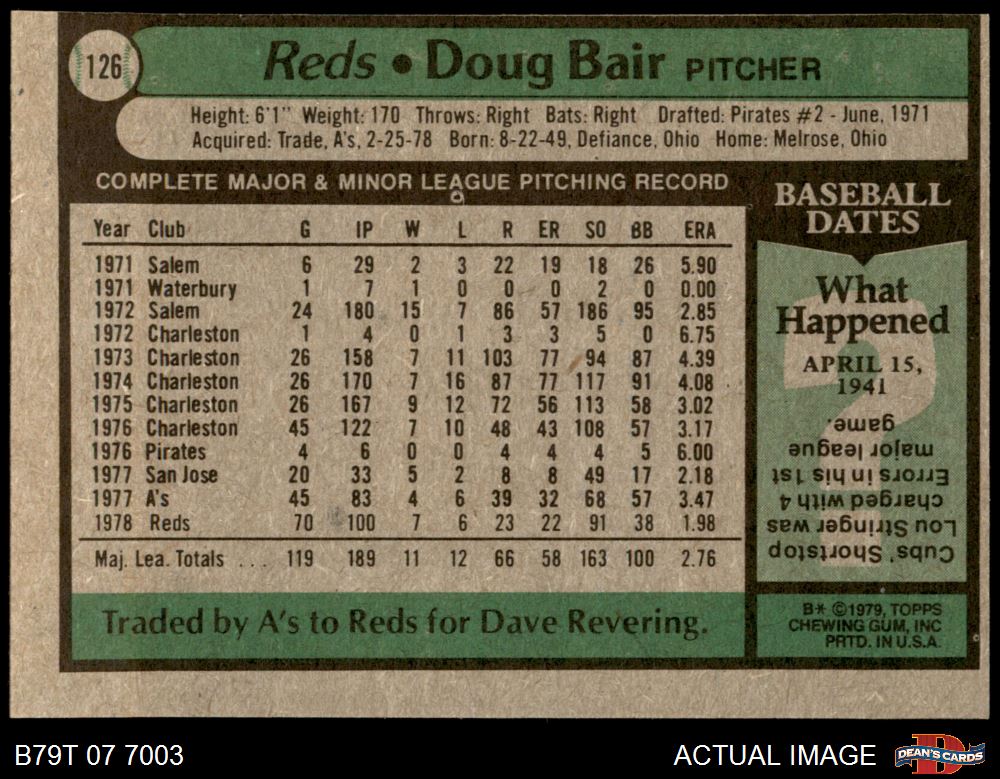 126
Reds • Doug Bair PITCHER
Height: 6'1" Weight: 170 Throws: Right Bats: Right Drafted: Pirates #2 - June, 1971
Acquired: Trade, A's, 2-25-78 Born: 8-22-49, Defiance, Ohio Home: Melrose, Ohio
COMPLETE MAJOR & MINOR LEAGUE PITCHING RECORD
Year Club G IP W L R ER SO BB ERA
1971 Salem 6 29 2 3 22 19 18 26 5.90
1971 Waterbury 1 7 1 0 0 0 2 0 0.00
1972 Salem 24 180 15 7 86 57 186 95 2.85
1972 Charleston 1 4 0 1 3 3 5 0 6.75
1973 Charleston 26 158 7 11 103 77 94 87 4.39
1974 Charleston 26 170 7 16 87 77 117 91 4.08
1975 Charleston 26 167 9 12 72 56 113 58 3.02
1976 Charleston 45 122 7 10 48 43 108 57 3.17
1976 Pirates 4 6 0 0 4 4 4 5 6.00
1977 San Jose 20 33 5 2 8 8 49 17 2.18
1977 A's 45 83 4 6 39 32 68 57 3.47
1978 Reds 70 100 7 6 23 22 91 38 1.98
Maj. Lea. Totals ... 119 189 11 12 66 58 163 100 2.76
Traded by A's to Reds for Dave Revering.
BASEBALL
DATES
What
Happened
APRIL 15,
1941
Cubs' Shortstop
Lou Stringer was
charged with 4
Errors in his 1st
major league
game.
B* ©1979, TOPPS
CHEWING GUM, INC
PRTD. IN U.S.A.
B79T 07 7003
ACTUAL IMAGE
DEAN'S CARDS